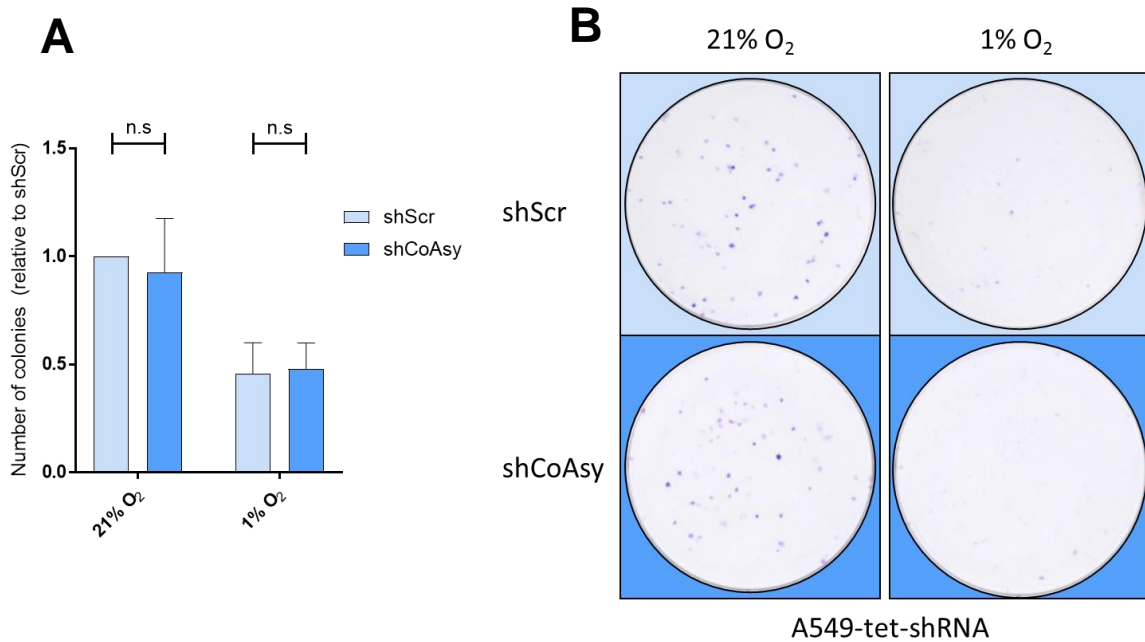 A
n.s
n.s
Number of colonies (relative to shScr)
1.5
1.0
0.5
0.0
21% O₂
1% O₂
shScr
shCoAsy
B
21% O₂
1% O₂
shScr
shCoAsy
A549-tet-shRNA